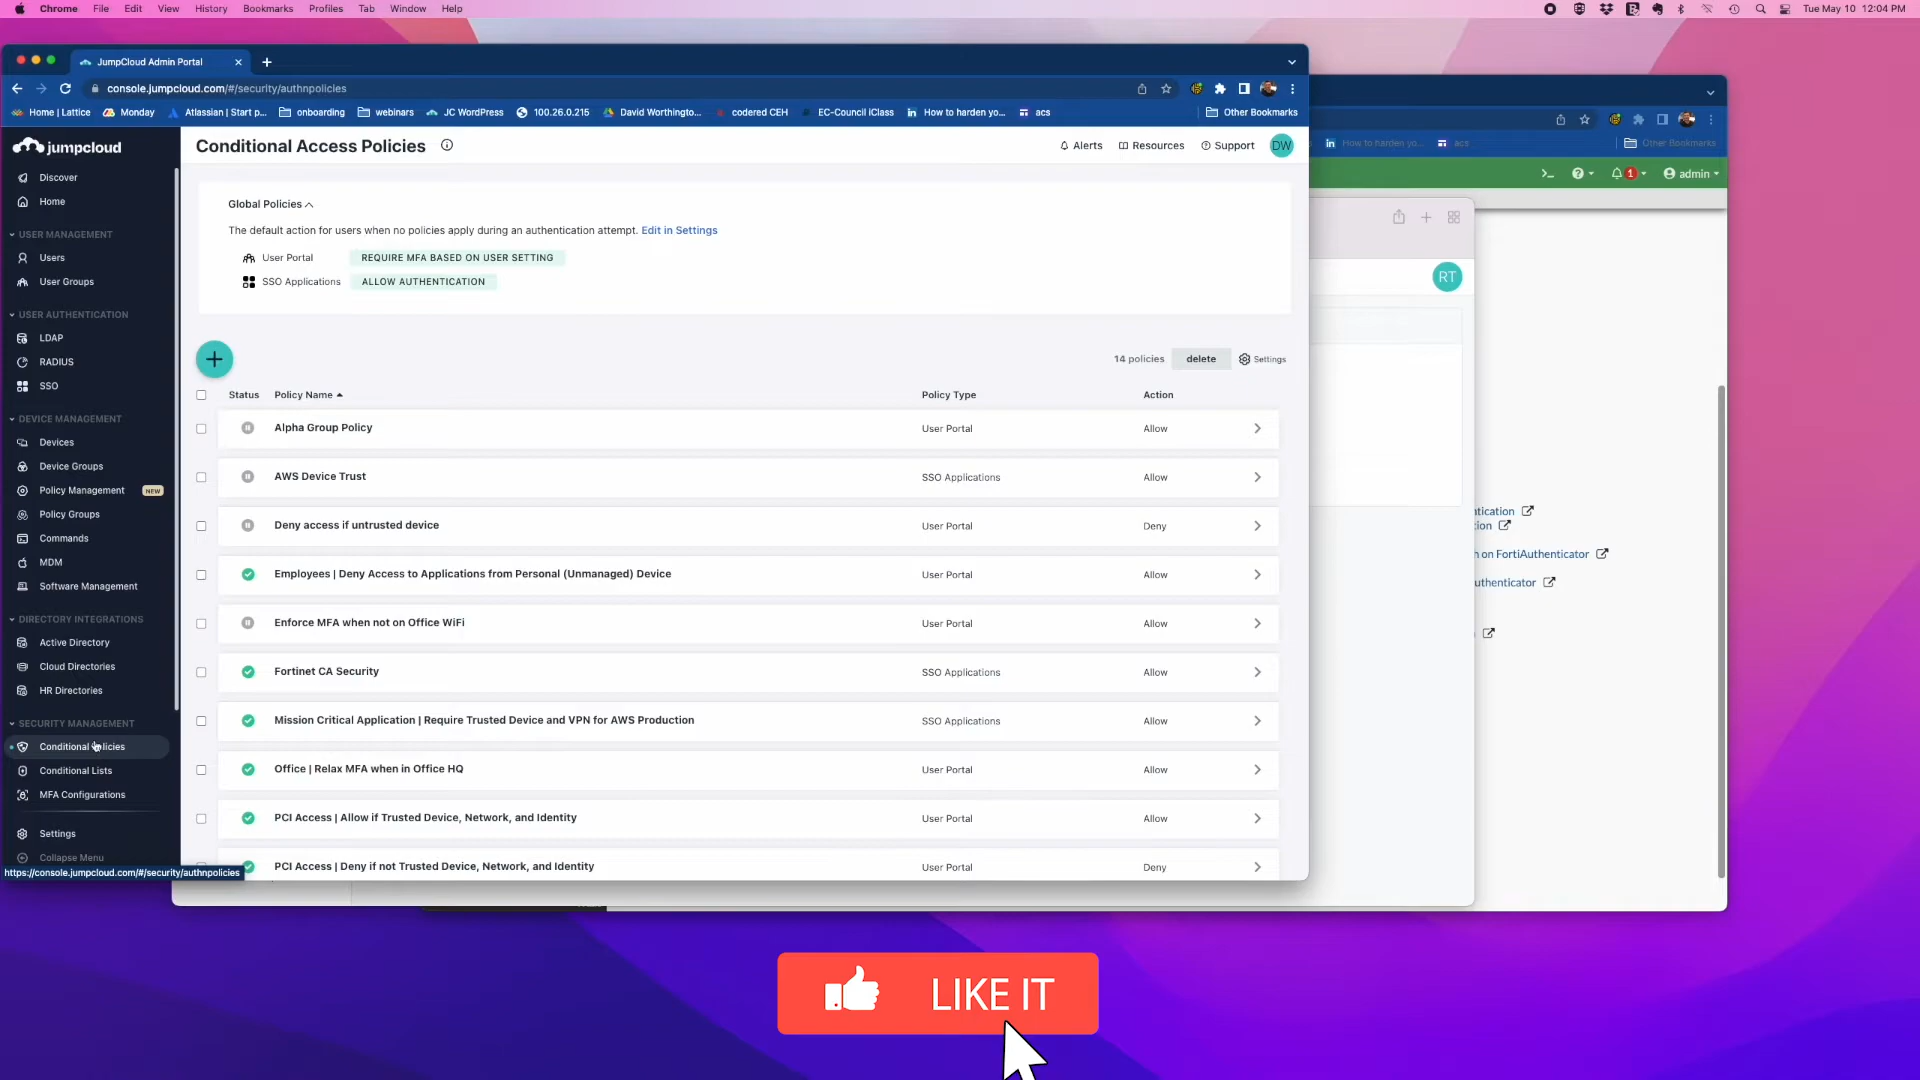 Chrome File Edit View History Bookmarks Profiles Tab Window Help Tue May 10 12:04 PM
JumpCloud Admin Portal
console.jumpcloud.com/#/security/authnpolicies
Home | Lattice Monday Atlassian | Start p... onboarding webinars JC WordPress 100.26.0.215 David Worthingto... codered CEH EC-Council iClass How to harden yo... acs Other Bookmarks
How to harden yo... acs Other Bookmarks
jumpcloud
Conditional Access Policies
Alerts Resources Support DW
1 admin
RT
Discover
Home
USER MANAGEMENT
Users
User Groups
USER AUTHENTICATION
LDAP
RADIUS
SSO
DEVICE MANAGEMENT
Devices
Device Groups
Policy Management NEW
Policy Groups
Commands
MDM
Software Management
DIRECTORY INTEGRATIONS
Active Directory
Cloud Directories
HR Directories
SECURITY MANAGEMENT
Conditional Policies
Conditional Lists
MFA Configurations
Settings
Collapse Menu
https://console.jumpcloud.com/#/security/authnpolicies
Global Policies
The default action for users when no policies apply during an authentication attempt. Edit in Settings
User Portal REQUIRE MFA BASED ON USER SETTING
SSO Applications ALLOW AUTHENTICATION
14 policies delete Settings
Status Policy Name Policy Type Action
Alpha Group Policy User Portal Allow
AWS Device Trust SSO Applications Allow
Deny access if untrusted device User Portal Deny
Employees | Deny Access to Applications from Personal (Unmanaged) Device User Portal Allow
Enforce MFA when not on Office WiFi User Portal Allow
Fortinet CA Security SSO Applications Allow
Mission Critical Application | Require Trusted Device and VPN for AWS Production SSO Applications Allow
Office | Relax MFA when in Office HQ User Portal Allow
PCI Access | Allow if Trusted Device, Network, and Identity User Portal Allow
PCI Access | Deny if not Trusted Device, Network, and Identity User Portal Deny
tication
ion
on FortiAuthenticator
uthenticator
LIKE IT